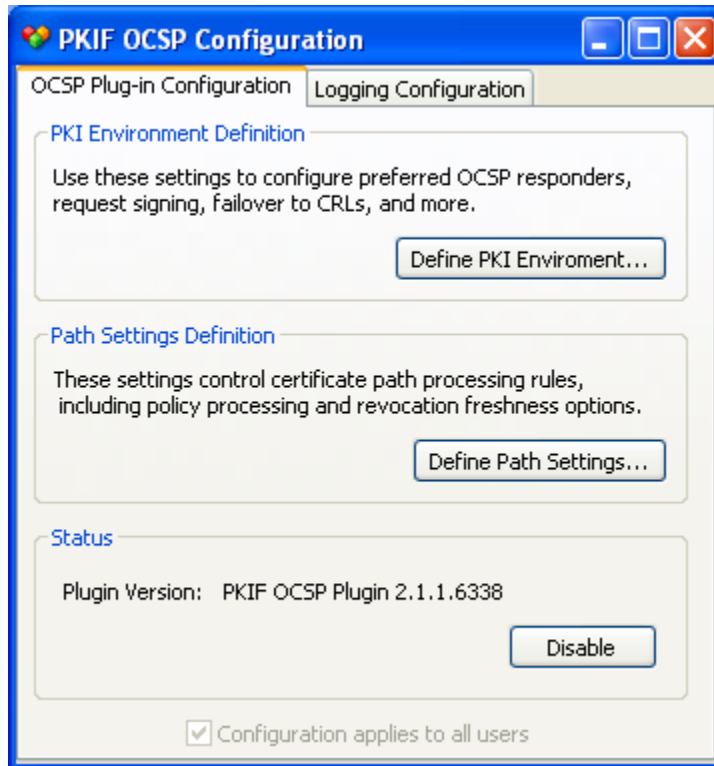 PKIF OCSP Configuration
OCSP Plug-in Configuration
Logging Configuration
PKI Environment Definition
Use these settings to configure preferred OCSP responders,
request signing, failover to CRLs, and more.
Define PKI Enviroment...
Path Settings Definition
These settings control certificate path processing rules,
including policy processing and revocation freshness options.
Define Path Settings...
Status
Plugin Version: PKIF OCSP Plugin 2.1.1.6338
Disable
Configuration applies to all users